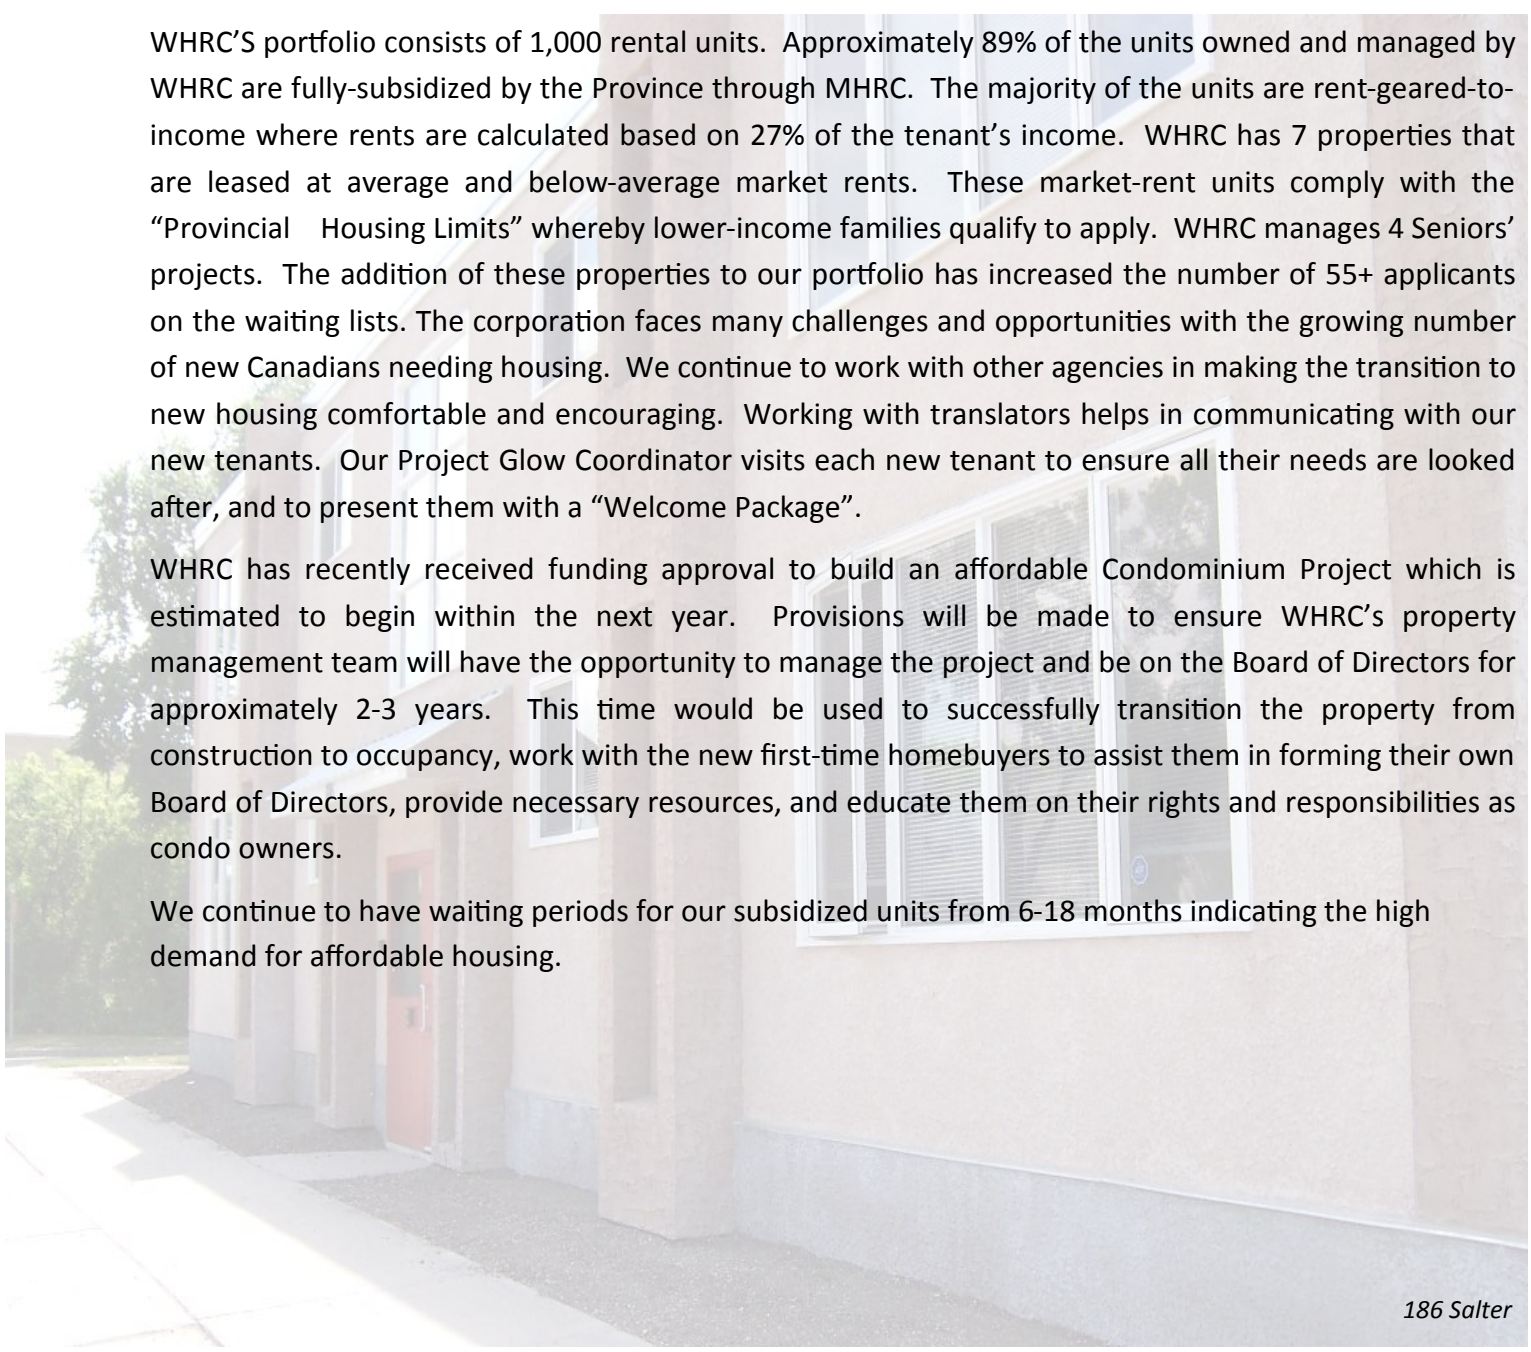 WHRC’S portfolio consists of 1,000 rental units. Approximately 89% of the units owned and managed by
WHRC are fully-subsidized by the Province through MHRC. The majority of the units are rent-geared-to-
income where rents are calculated based on 27% of the tenant’s income. WHRC has 7 properties that
are leased at average and below-average market rents. These market-rent units comply with the
“Provincial Housing Limits” whereby lower-income families qualify to apply. WHRC manages 4 Seniors’
projects. The addition of these properties to our portfolio has increased the number of 55+ applicants
on the waiting lists. The corporation faces many challenges and opportunities with the growing number
of new Canadians needing housing. We continue to work with other agencies in making the transition to
new housing comfortable and encouraging. Working with translators helps in communicating with our
new tenants. Our Project Glow Coordinator visits each new tenant to ensure all their needs are looked
after, and to present them with a “Welcome Package”.
WHRC has recently received funding approval to build an affordable Condominium Project which is
estimated to begin within the next year. Provisions will be made to ensure WHRC’s property
management team will have the opportunity to manage the project and be on the Board of Directors for
approximately 2-3 years. This time would be used to successfully transition the property from
construction to occupancy, work with the new first-time homebuyers to assist them in forming their own
Board of Directors, provide necessary resources, and educate them on their rights and responsibilities as
condo owners.
We continue to have waiting periods for our subsidized units from 6-18 months indicating the high
demand for affordable housing.
186 Salter